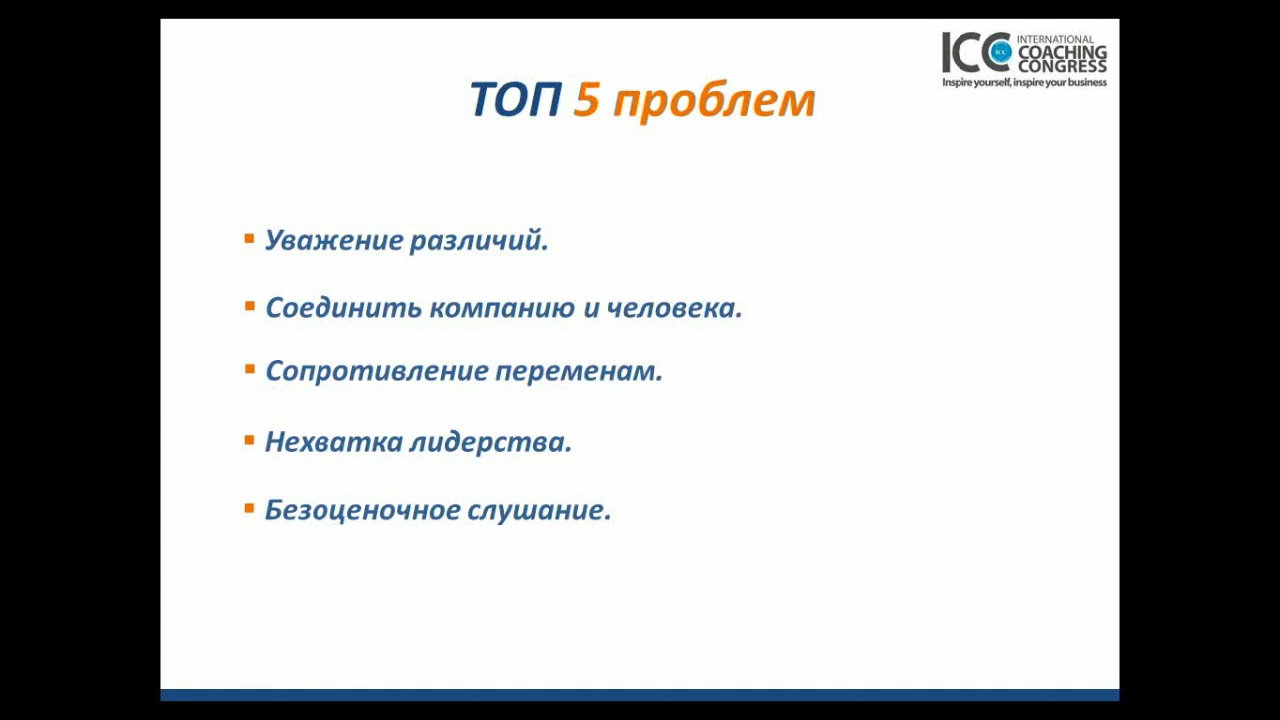 ICC INTERNATIONAL
COACHING
CONGRESS
Inspire yourself, inspire your business
ТОП 5 проблем
Уважение различий.
Соединить компанию и человека.
Сопротивление переменам.
Нехватка лидерства.
Безоценочное слушание.